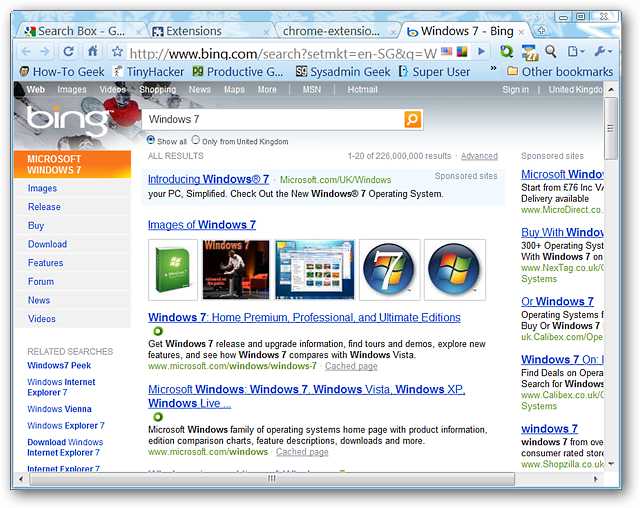 Search Box - G...
Extensions
chrome-extensio...
Windows 7 - Bing
http://www.bing.com/search?setmkt=en-SG&q=W
How-To Geek
TinyHacker
Productive G...
Sysadmin Geek
Super User
»
Other bookmarks
Web Images Videos Shopping News Maps More | MSN | Hotmail
Sign in | United Kingdo
bing
Windows 7
Show all Only from United Kingdom
MICROSOFT
WINDOWS 7
Images
Release
Buy
Download
Features
Forum
News
Videos
RELATED SEARCHES
Windows7 Peek
Windows Internet
Explorer 7
Windows Vienna
Windows Explorer 7
Download Windows
Internet Explorer 7
Internet Explorer 7
ALL RESULTS
1-20 of 226,000,000 results · Advanced
Introducing Windows® 7 · Microsoft.com/UK/Windows
Sponsored sites
your PC, Simplified. Check Out the New Windows® 7 Operating System.
Images of Windows 7
7
Windows 7: Home Premium, Professional, and Ultimate Editions
Get Windows 7 release and upgrade information, find tours and demos, explore new
features, and see how Windows 7 compares with Windows Vista.
www.microsoft.com/windows/windows-7 Cached page
Microsoft Windows: Windows 7, Windows Vista, Windows XP,
Windows Live ...
Microsoft Windows family of operating systems home page with product information,
edition comparison charts, feature descriptions, downloads and more.
www.microsoft.com/windows Cached page
Sponsored sites
Microsoft Window
Start from £76 Inc VA
Delivery available
www.MicroDirect.co.
Buy With Window
300+ Operating Syst
With Windows 7 on
www.NexTag.co.uk/O
Systems
Or Windows 7
Operating Systems f
Buy Or Windows 7
uk.Calibex.com/Ope
Windows 7 On: L
Find Deals on Operat
Search for Windows
www.Calibex.co.uk/O
Systems
windows 7
windows 7 from ove
consumer rated store
www.Shopzilla.co.uk